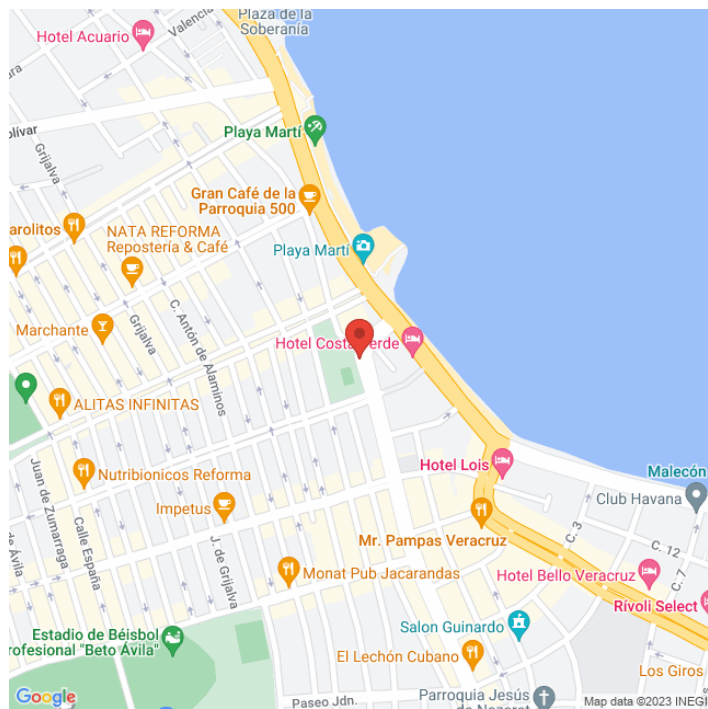 Plaza de la
Soberanía
Hotel Acuario
Valencia
olívar
Grijalva
Playa Martí
Gran Café de la
Parroquia 500
arolitos
NATA REFORMA
Repostería & Café
Playa Martí
Marchante
Grijalva
C. Antón de Alaminos
Hotel Costa Verde
ALITAS INFINITAS
Hotel Lois
Malecón
Nutribionicos Reforma
Club Havana
Juan de Zumarraga
Calle España
Impetus
C. 3
Mr. Pampas Veracruz
C. 12
de Ávila
J. de Grijalva
Monat Pub Jacarandas
Hotel Bello Veracruz
C. 7
Rívoli Select
Estadio de Béisbol
rofesional "Beto Ávila"
Salon Guinardo
El Lechón Cubano
Los Giros
Google
Paseo Jdn.
Parroquia Jesús
de Nazaret
Map data ©2023 INEGI